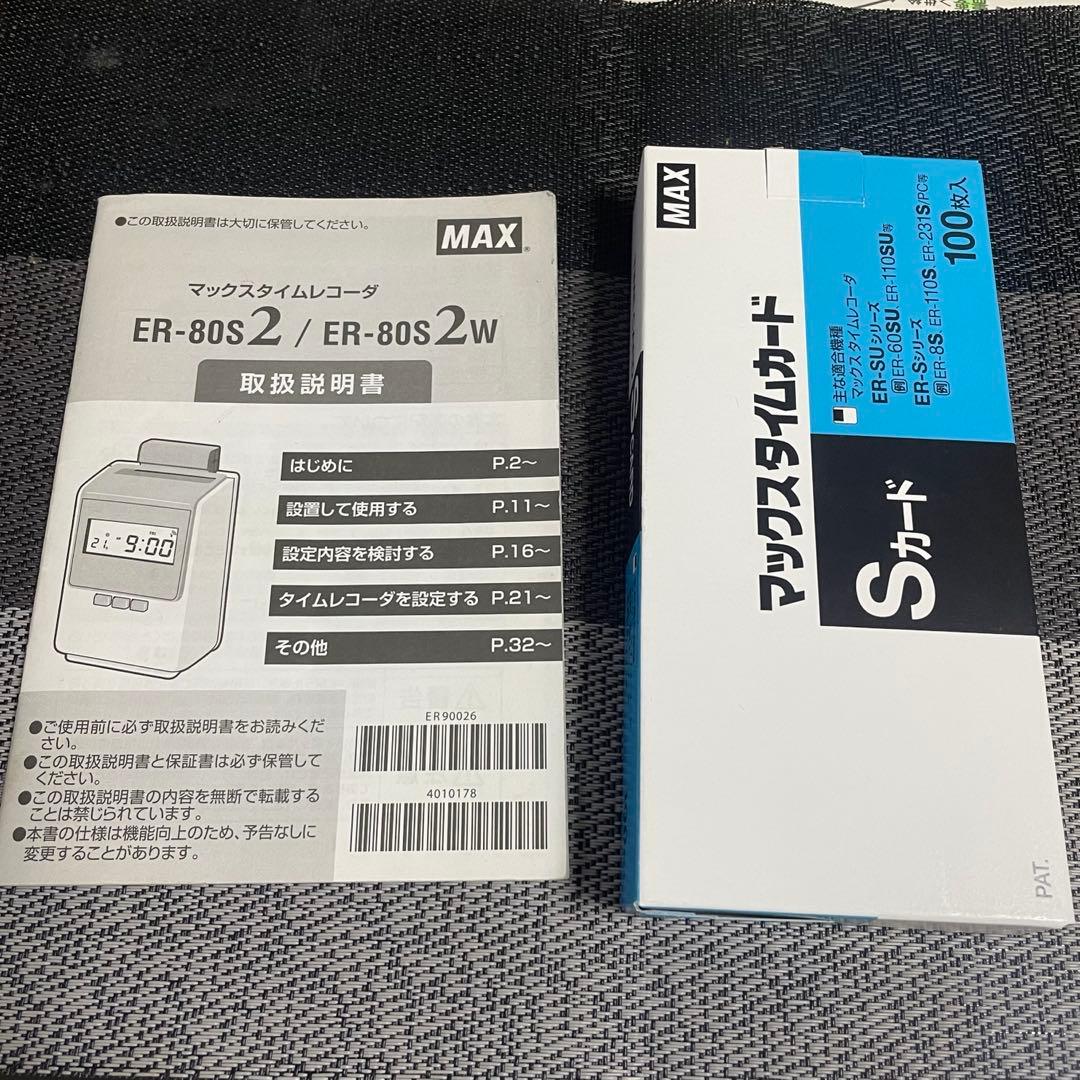 ●この取扱説明書は大切に保管してください。
MAX
マックスタイムレコーダ
ER-80S2 / ER-80S2W
取扱説明書
はじめに P.2～
設置して使用する P.11～
設定内容を検討する P.16～
タイムレコーダを設定する P.21～
その他 P.32～
21 9:00
●ご使用前に必ず取扱説明書をお読みくだ
さい。
●この取扱説明書と保証書は必ず保管して
ください。
●この取扱説明書の内容を無断で転載する
ことは禁じられています。
●本書の仕様は機能向上のため、予告なしに
変更することがあります。
ER90026
4010178
MAX
マックスタイムカード
Sカード
主な適合機種
マックス タイムレコーダ
ER-SUシリーズ
例 ER-60SU、ER-110SU等
ER-Sシリーズ
例 ER-8S、ER-110S、ER-231S/PC等
100枚入
PAT.